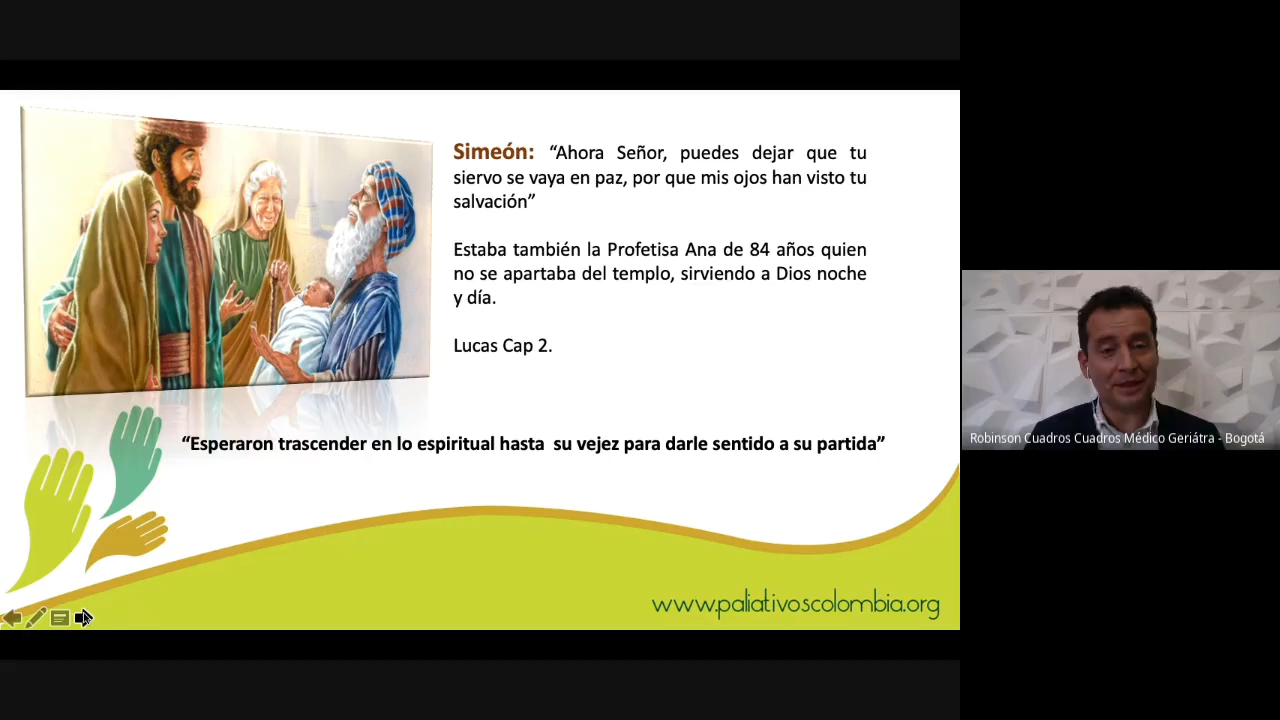 Simeón: “Ahora Señor, puedes dejar que tu
siervo se vaya en paz, por que mis ojos han visto tu
salvación”
Estaba también la Profetisa Ana de 84 años quien
no se apartaba del templo, sirviendo a Dios noche
y día.
Lucas Cap 2.
“Esperaron trascender en lo espiritual hasta su vejez para darle sentido a su partida”
www.paliativoscolombia.org
Robinson Cuadros Cuadros Médico Geriátra - Bogotá